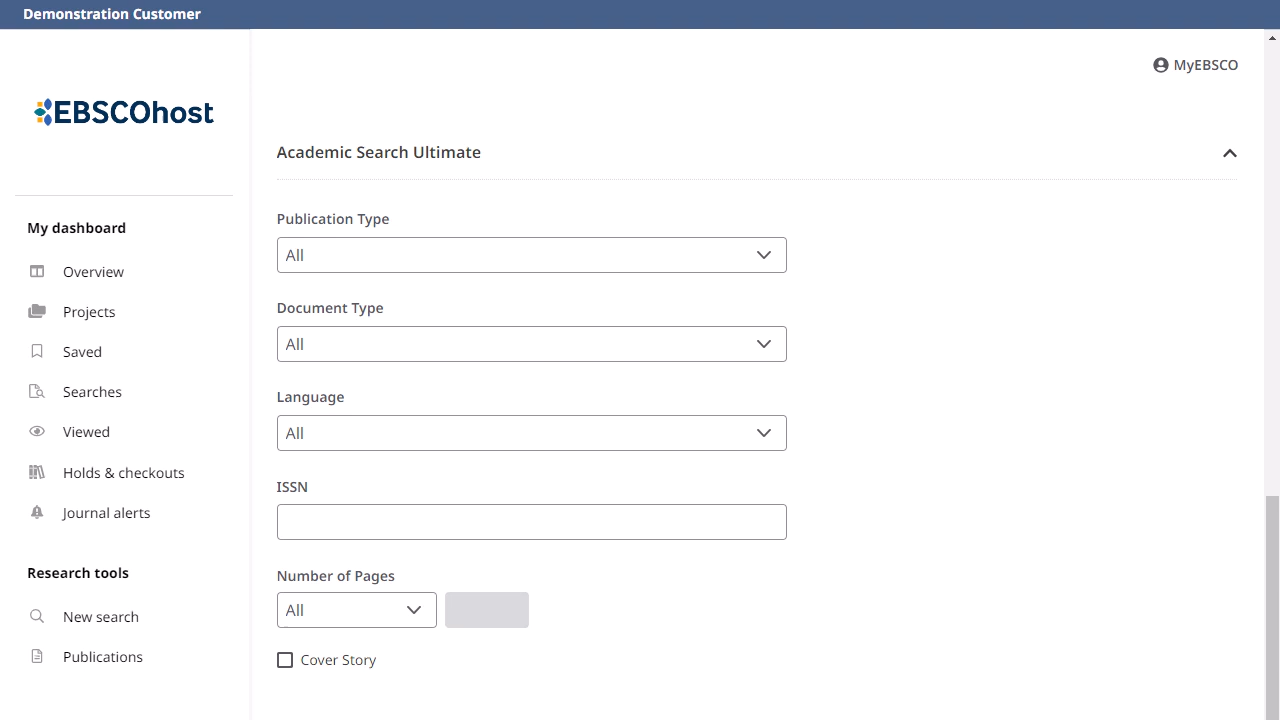 Demonstration Customer
MyEBSCO
EBSCOhost
My dashboard
Overview
Projects
Saved
Searches
Viewed
Holds & checkouts
Journal alerts
Research tools
New search
Publications
Academic Search Ultimate
Publication Type
All
Document Type
All
Language
All
ISSN
Number of Pages
All
Cover Story